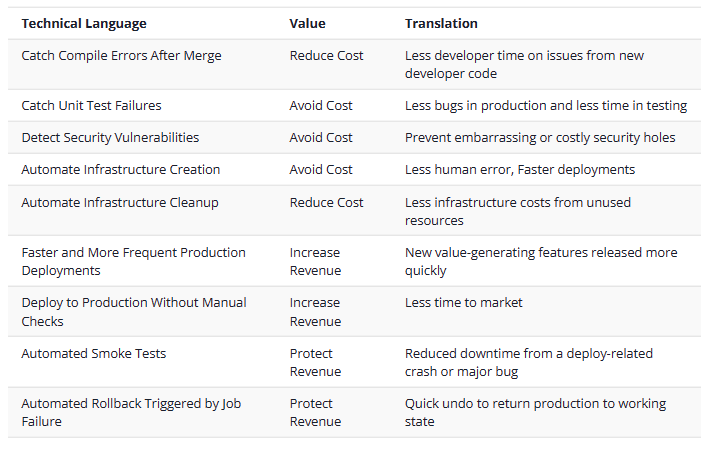 Technical Language Value Translation
Catch Compile Errors After Merge Reduce Cost Less developer time on issues from new
developer code
Catch Unit Test Failures Avoid Cost Less bugs in production and less time in testing
Detect Security Vulnerabilities Avoid Cost Prevent embarrassing or costly security holes
Automate Infrastructure Creation Avoid Cost Less human error, Faster deployments
Automate Infrastructure Cleanup Reduce Cost Less infrastructure costs from unused
resources
Faster and More Frequent Production Increase New value-generating features released more
Deployments Revenue quickly
Deploy to Production Without Manual Increase Less time to market
Checks Revenue
Automated Smoke Tests Protect Reduced downtime from a deploy-related
Revenue crash or major bug
Automated Rollback Triggered by Job Protect Quick undo to return production to working
Failure Revenue state